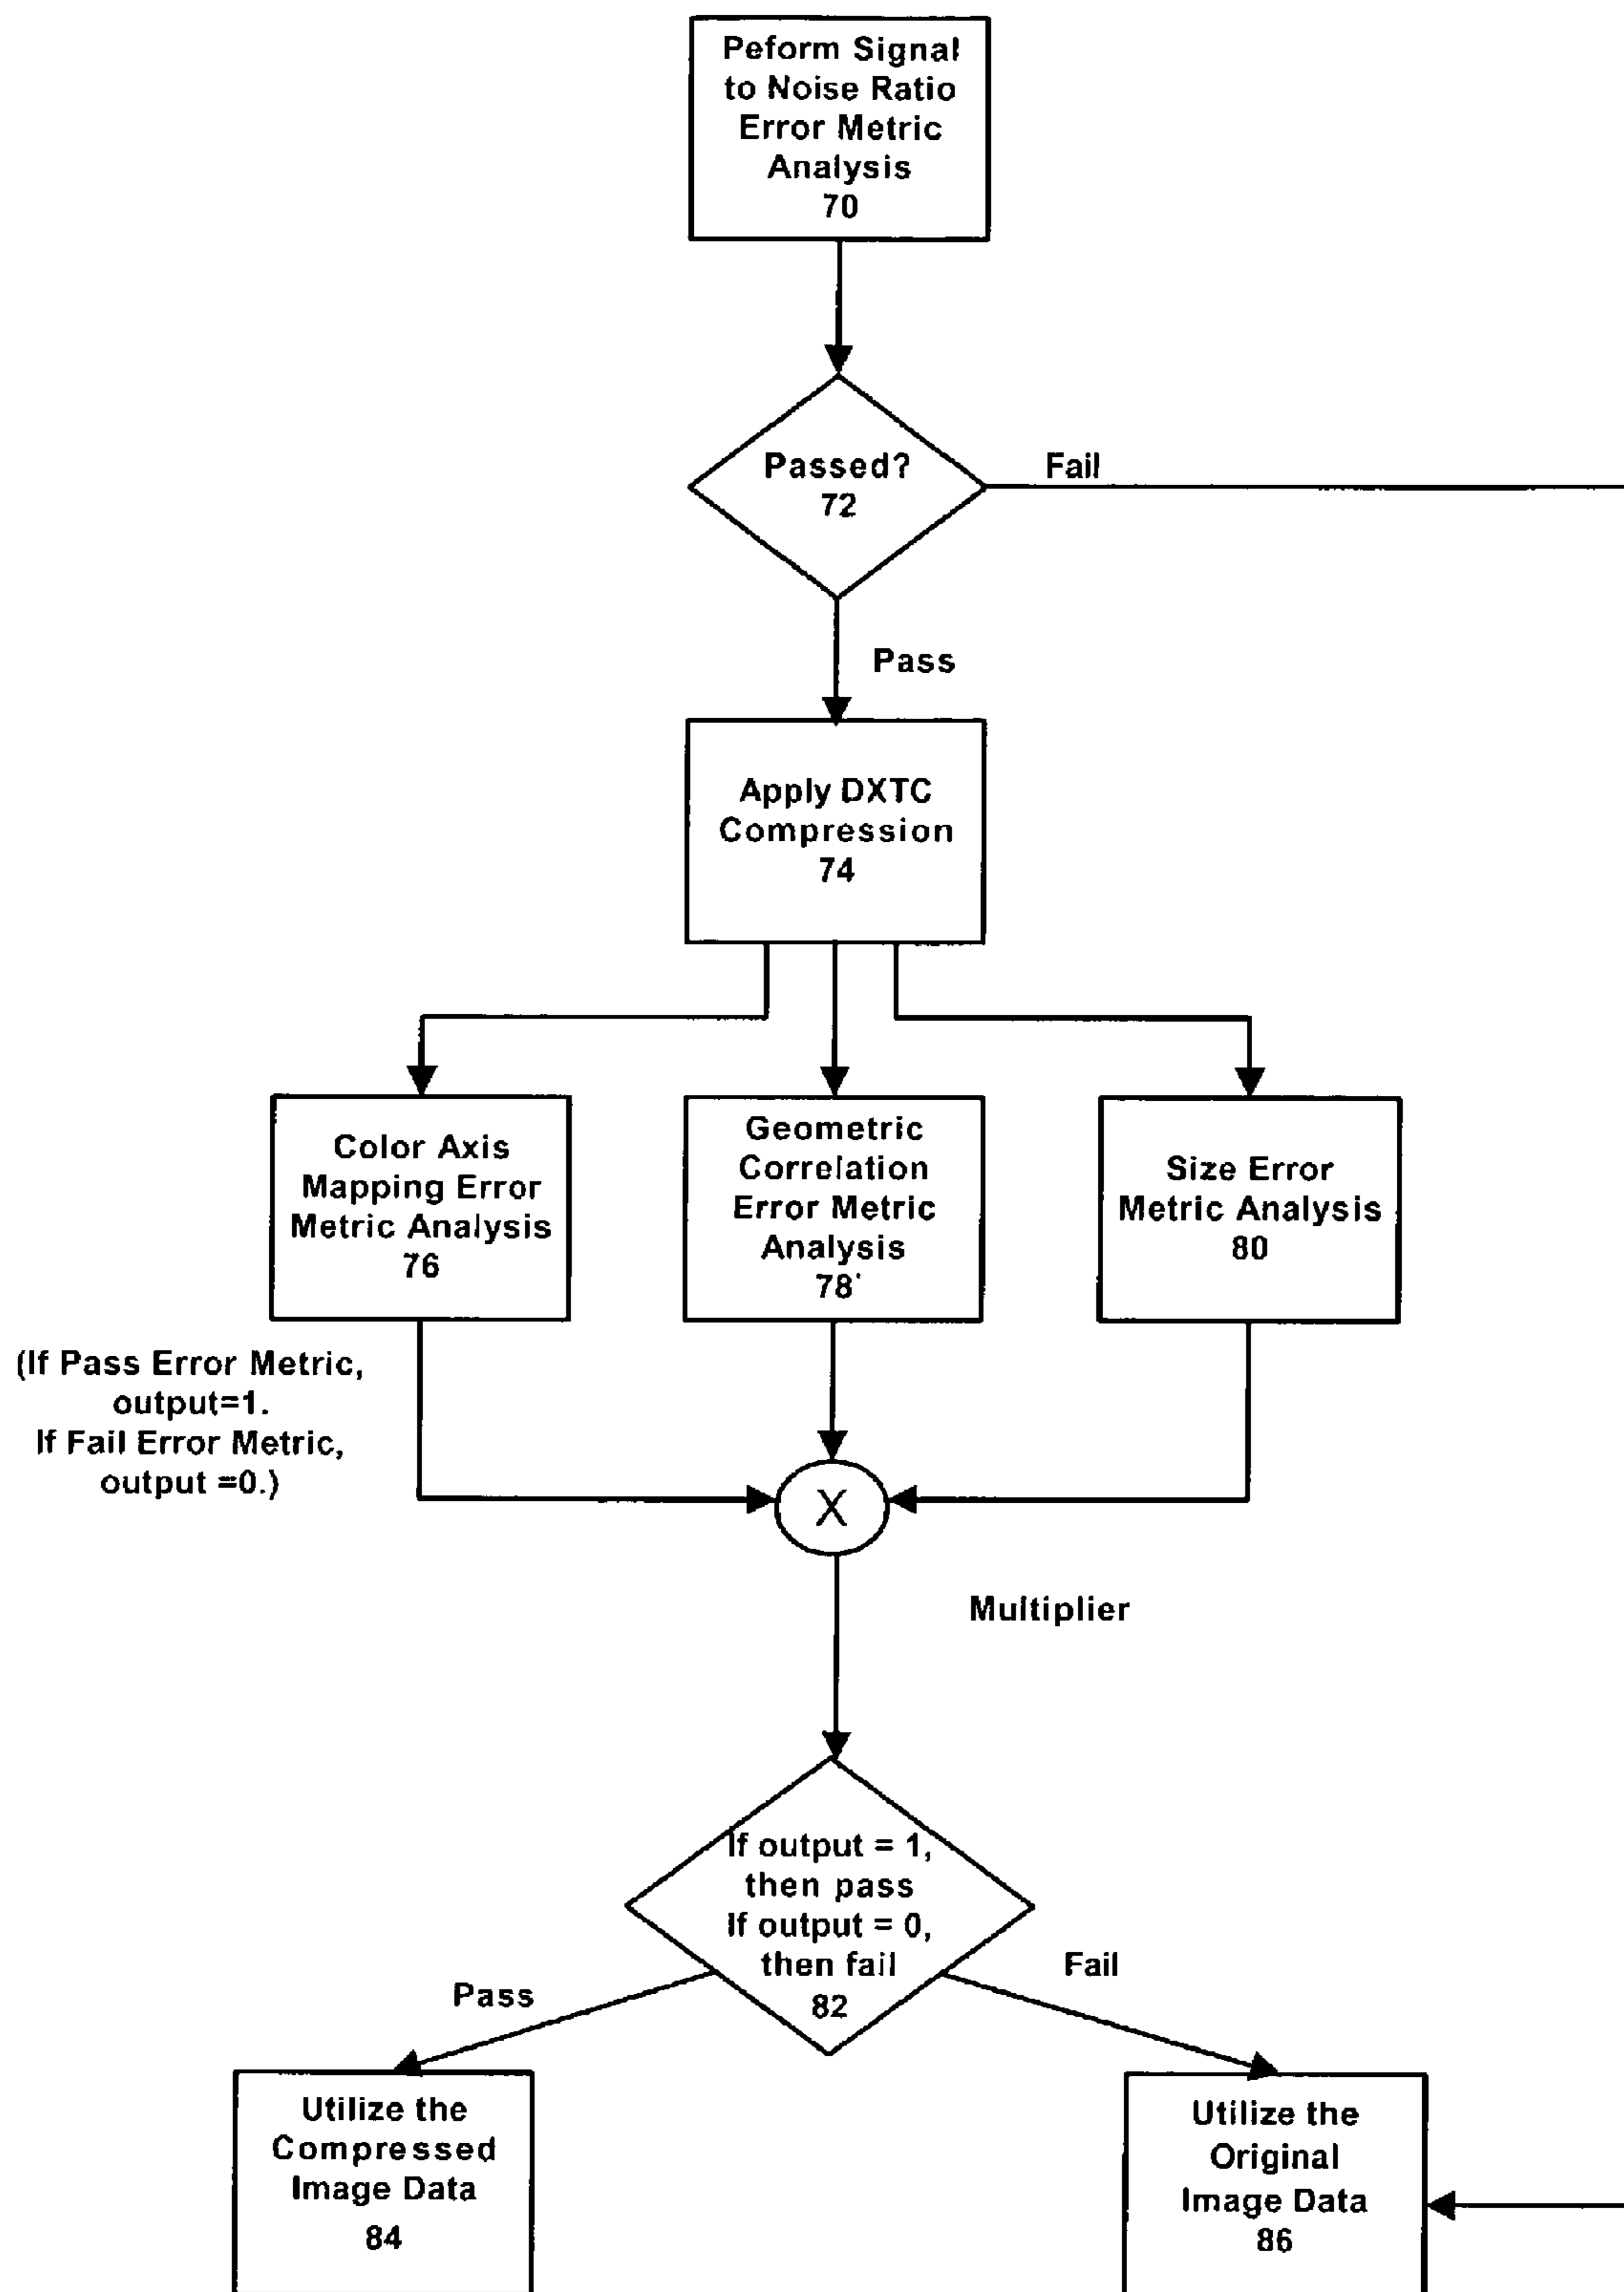 Peform Signal
to Noise Ratio
Error Metric
Analysis
70
Passed?
72
Fail
Pass
Apply DXTC
Compression
74
Color Axis
Mapping Error
Metric Analysis
76
Geometric
Correlation
Error Metric
Analysis
78'
Size Error
Metric Analysis
80
(If Pass Error Metric,
output=1.
If Fail Error Metric,
output =0.)
X
Multiplier
If output = 1,
then pass
If output = 0,
then fail
82
Pass
Fail
Utilize the
Compressed
Image Data
84
Utilize the
Original
Image Data
86